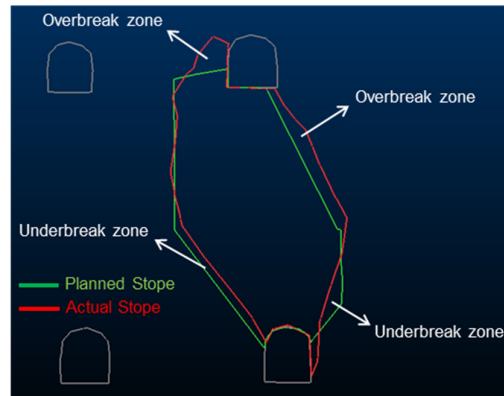 Overbreak zone
Overbreak zone
Underbreak zone
Planned Stope
Actual Stope
Underbreak zone